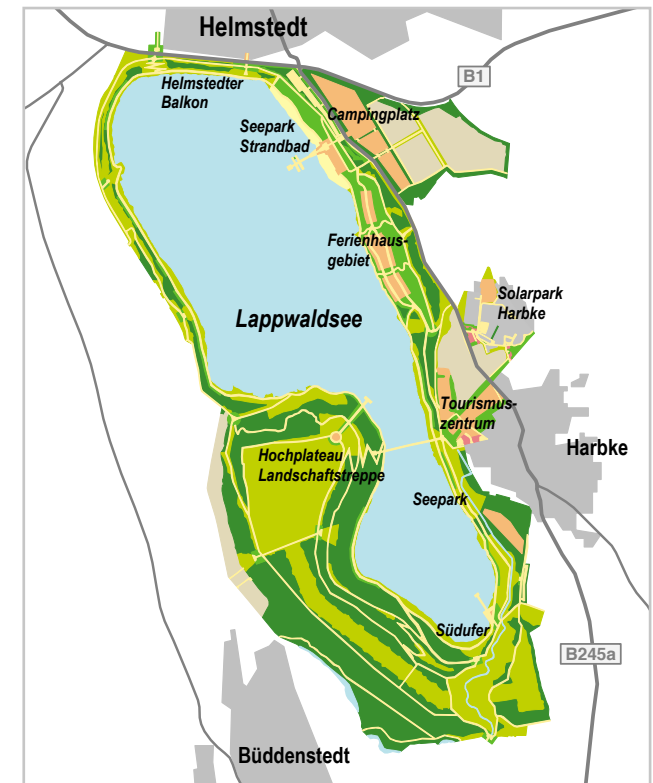 Helmstedt
B1
Helmstedter
Balkon
Campingplatz
Seepark
Strandbad
Ferienhaus-
gebiet
Solarpark
Harbke
Lappwaldsee
Tourismus-
zentrum
Harbke
Hochplateau
Landschaftstreppe
Seepark
Südufer
B245a
Büddenstedt